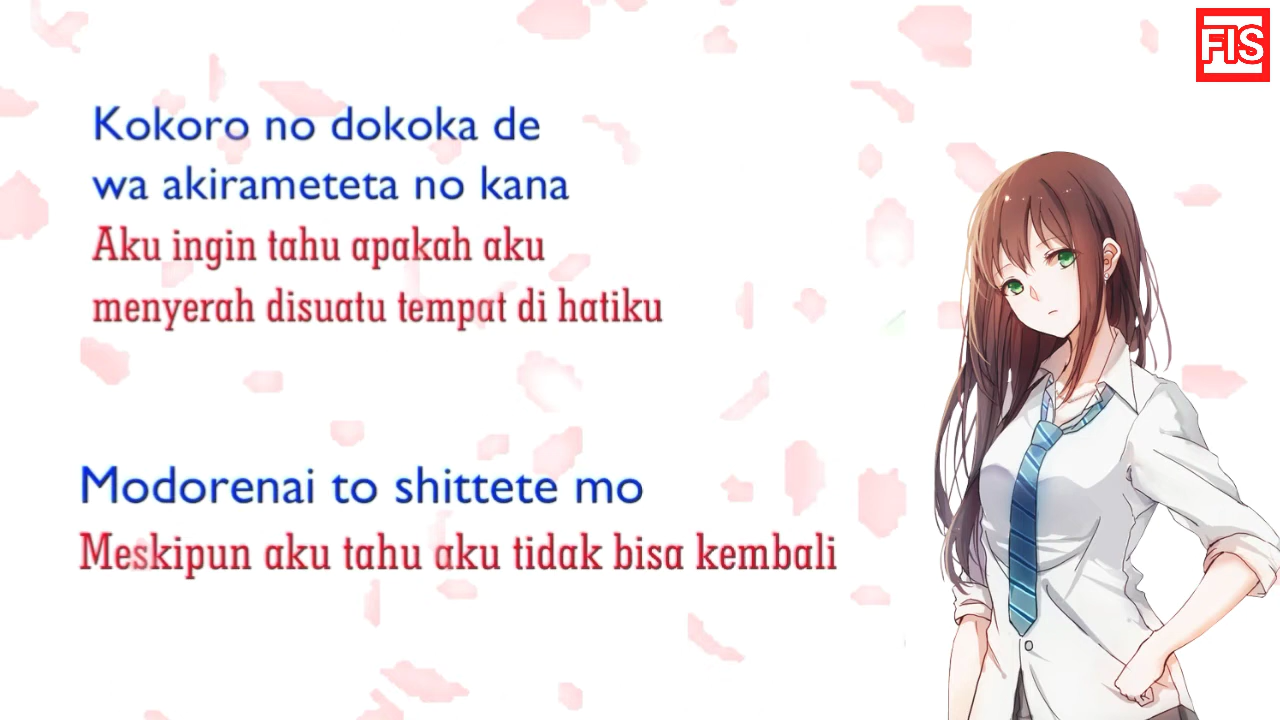 FIS
Kokoro no dokoka de
wa akirameteta no kana
Aku ingin tahu apakah aku
menyerah disuatu tempat di hatiku
Modorenai to shittete mo
Meskipun aku tahu aku tidak bisa kembali